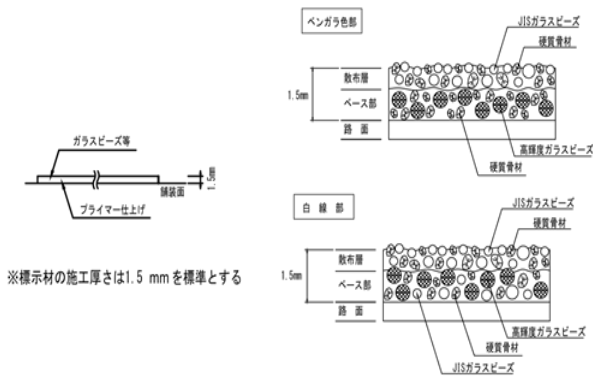 ガラスビーズ等
舗装面
1.5mm
プライマー仕上げ
※標示材の施工厚さは1.5 mmを標準とする
ベンガラ色部
JISガラスビーズ
硬質骨材
散布層
1.5mm
ベース部
路 面
高輝度ガラスビーズ
硬質骨材
白 線 部
JISガラスビーズ
硬質骨材
散布層
1.5mm
ベース部
路 面
高輝度ガラスビーズ
硬質骨材
JISガラスビーズ